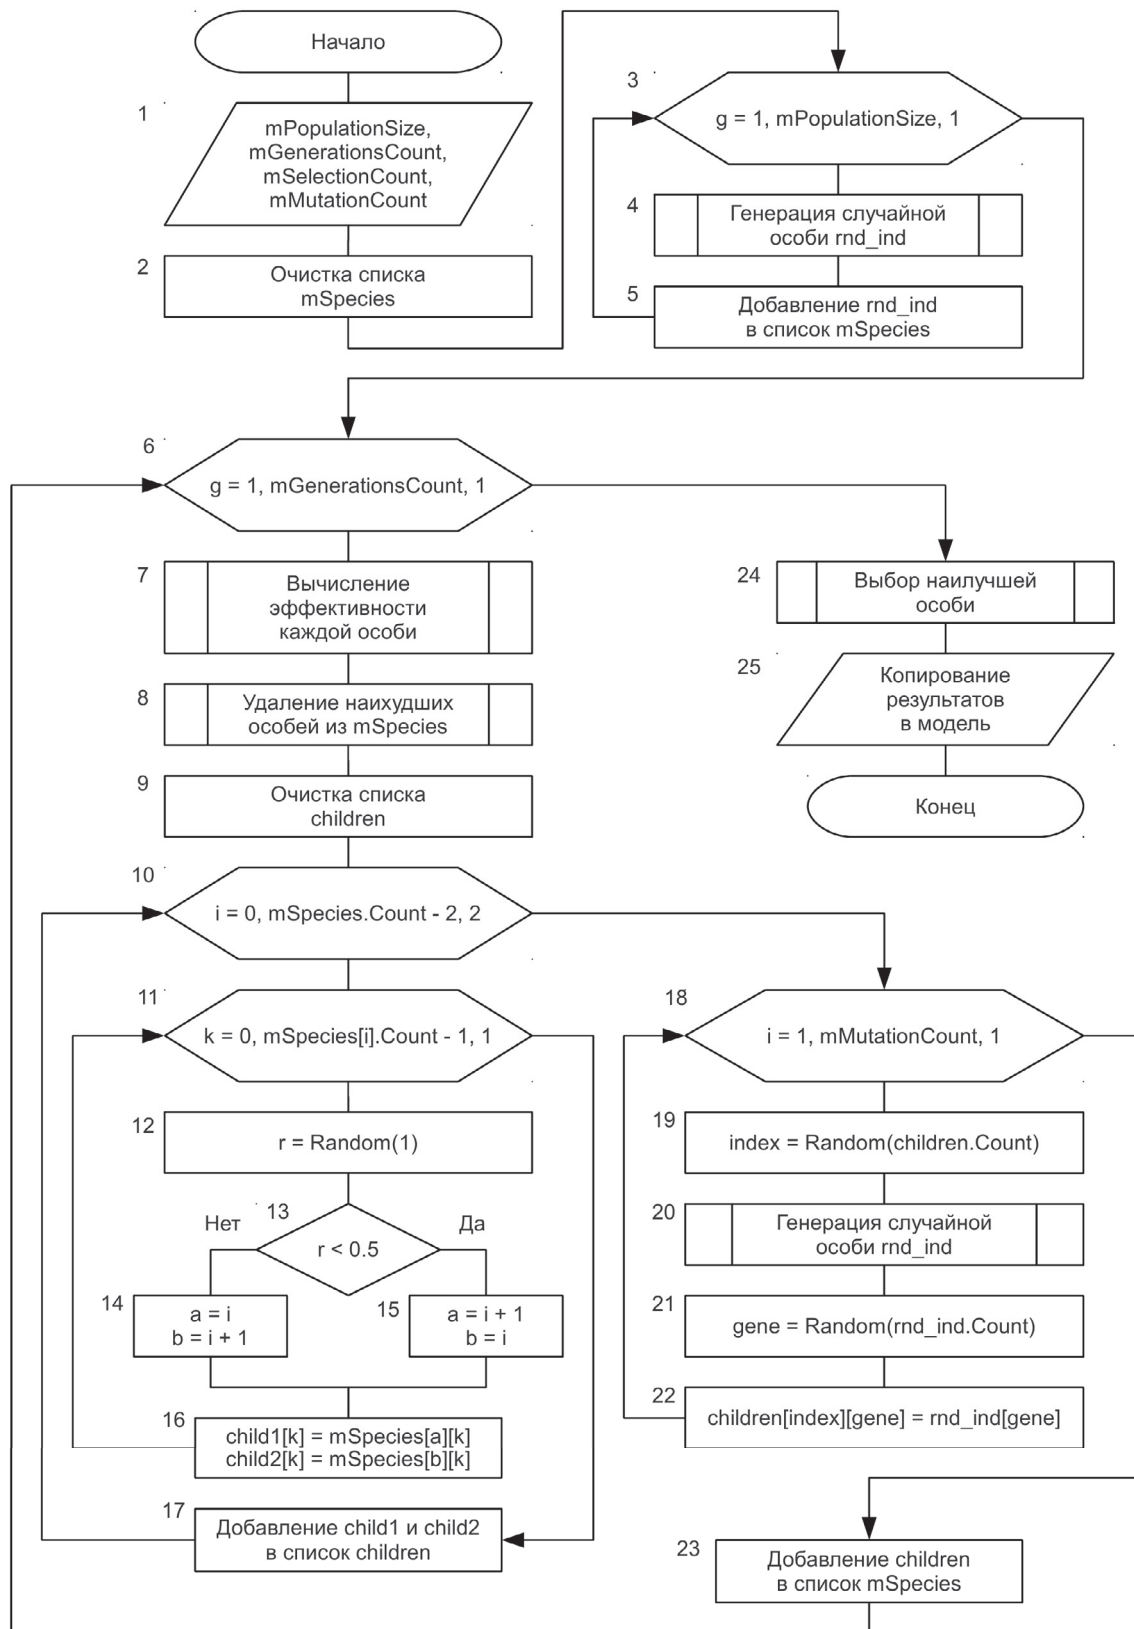 Начало
1
mPopulationSize,
mGenerationsCount,
mSelectionCount,
mMutationCount
2
Очистка списка
mSpecies
3
g = 1, mPopulationSize, 1
4
Генерация случайной
особи rnd_ind
5
Добавление rnd_ind
в список mSpecies
6
g = 1, mGenerationsCount, 1
7
Вычисление
эффективности
каждой особи
8
Удаление наихудших
особей из mSpecies
9
Очистка списка
children
10
i = 0, mSpecies.Count - 2, 2
11
k = 0, mSpecies[i].Count - 1, 1
12
r = Random(1)
13
r < 0.5
Нет
Да
14
a = i
b = i + 1
15
a = i + 1
b = i
16
child1[k] = mSpecies[a][k]
child2[k] = mSpecies[b][k]
17
Добавление child1 и child2
в список children
18
i = 1, mMutationCount, 1
19
index = Random(children.Count)
20
Генерация случайной
особи rnd_ind
21
gene = Random(rnd_ind.Count)
22
children[index][gene] = rnd_ind[gene]
23
Добавление children
в список mSpecies
24
Выбор наилучшей
особи
25
Копирование
результатов
в модель
Конец